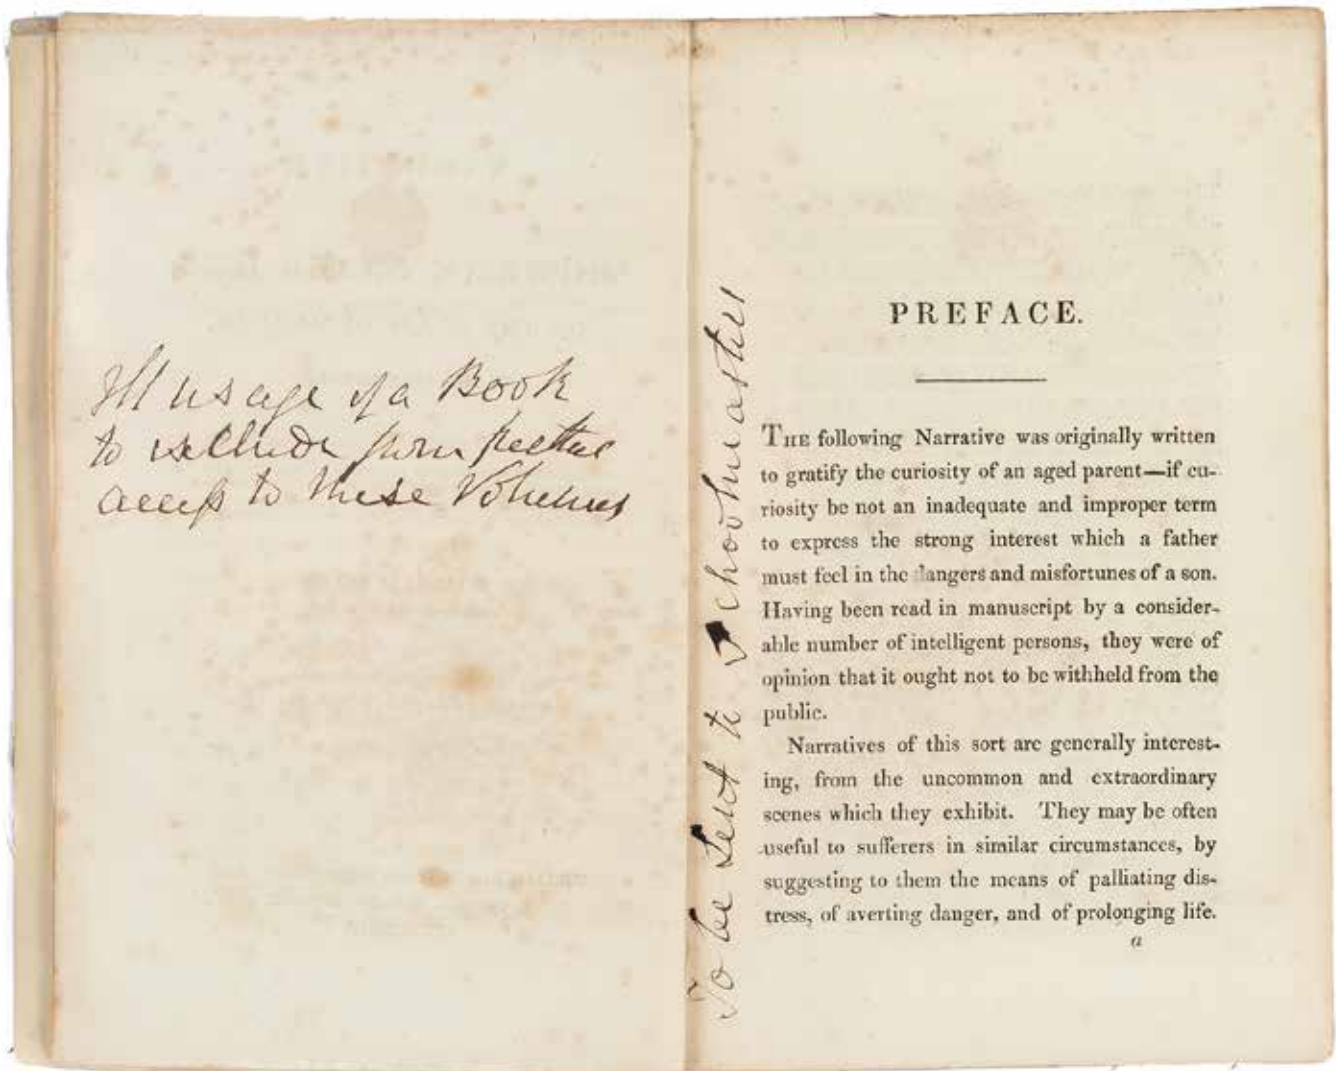 Ill usage of a Book
to exclude from further
access to these Volumes
To be Sent to Schoolmaster
PREFACE.
THE following Narrative was originally written
to gratify the curiosity of an aged parent—if cu-
riosity be not an inadequate and improper term
to express the strong interest which a father
must feel in the dangers and misfortunes of a son.
Having been read in manuscript by a consider-
able number of intelligent persons, they were of
opinion that it ought not to be withheld from the
public.
Narratives of this sort are generally interest-
ing, from the uncommon and extraordinary
scenes which they exhibit. They may be often
useful to sufferers in similar circumstances, by
suggesting to them the means of palliating dis-
tress, of averting danger, and of prolonging life.
a